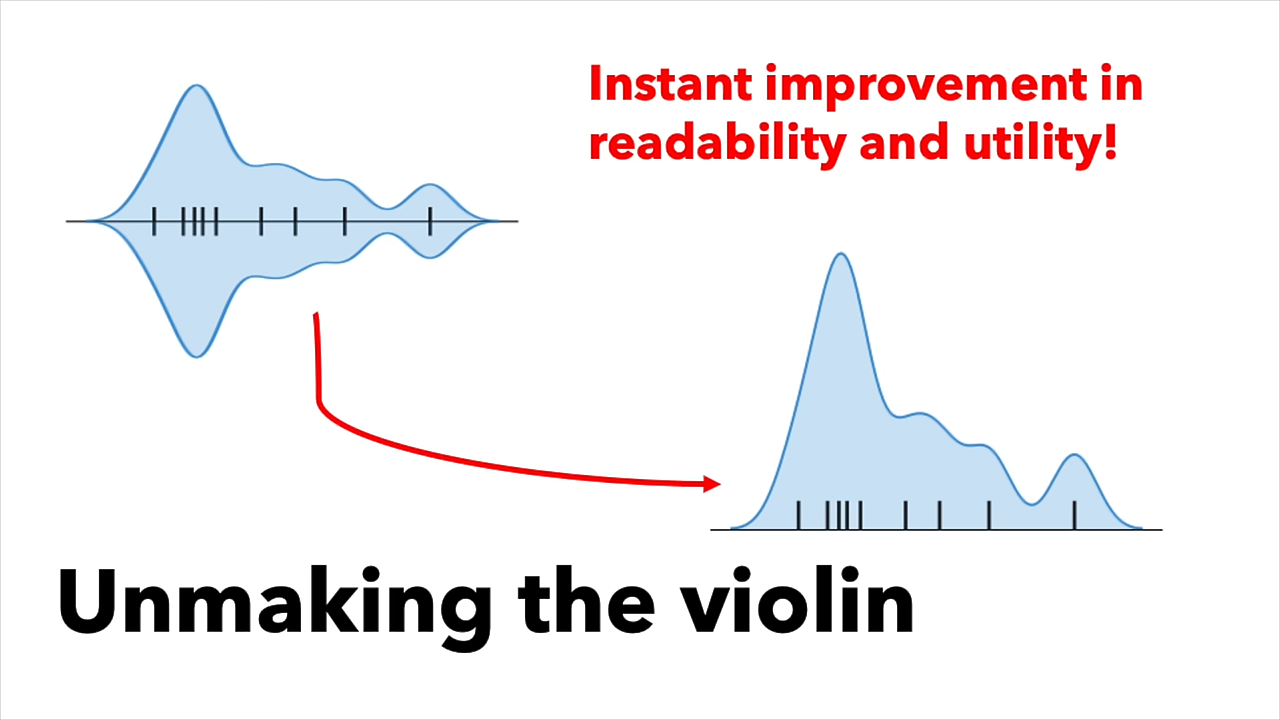 Instant improvement in
readability and utility!
Unmaking the violin